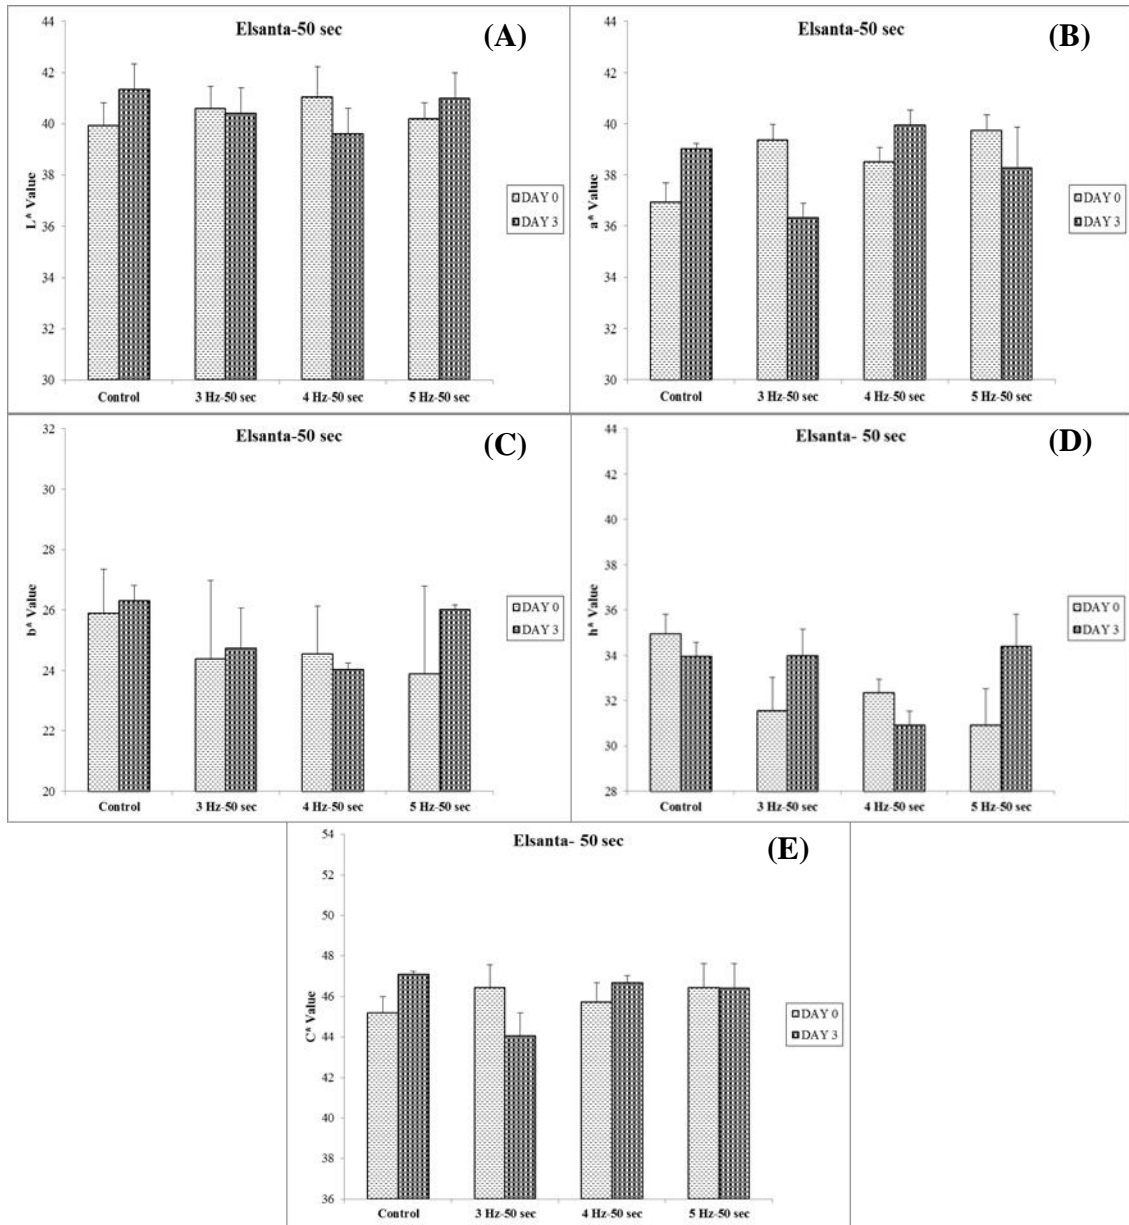 Elsanta-50 sec
(A)
44
42
40
38
36
34
32
30
L* Value
Control
3 Hz-50 sec
4 Hz-50 sec
5 Hz-50 sec
DAY 0
DAY 3
Elsanta-50 sec
(B)
44
42
40
38
36
34
32
30
a* Value
Control
3 Hz-50 sec
4 Hz-50 sec
5 Hz-50 sec
DAY 0
DAY 3
Elsanta-50 sec
(C)
32
30
28
26
24
22
20
b* Value
Control
3 Hz-50 sec
4 Hz-50 sec
5 Hz-50 sec
DAY 0
DAY 3
Elsanta- 50 sec
(D)
44
42
40
38
36
34
32
30
28
h* Value
Control
3 Hz-50 sec
4 Hz-50 sec
5 Hz-50 sec
DAY 0
DAY 3
Elsanta- 50 sec
(E)
54
52
50
48
46
44
42
40
38
36
C* Value
Control
3 Hz-50 sec
4 Hz-50 sec
5 Hz-50 sec
DAY 0
DAY 3